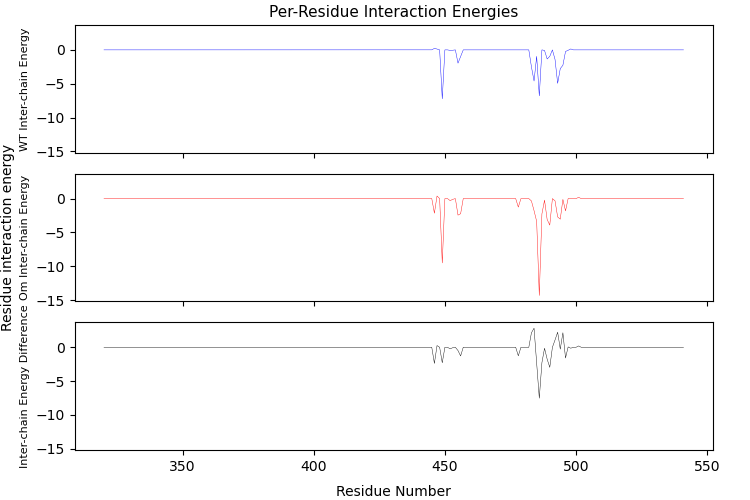 Per-Residue Interaction Energies
Residue interaction energy
WT Inter-chain Energy
0
−5
−10
−15
Om Inter-chain Energy
0
−5
−10
−15
Inter-chain Energy Difference
0
−5
−10
−15
350 400 450 500 550
Residue Number